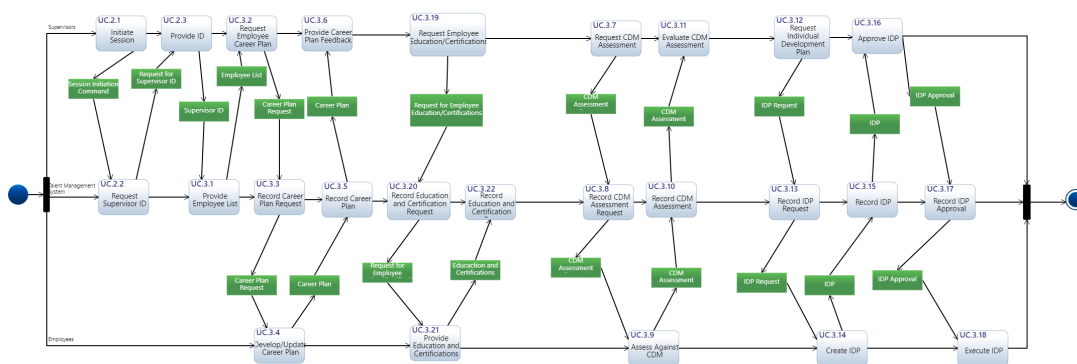 Supervisors
UC.2.1
Initiate
Session
UC.2.3
Provide ID
UC.3.2
Request
Employee
Career Plan
UC.3.6
Provide Career
Plan Feedback
UC.3.19
Request Employee
Education/Certifications
UC.3.7
Request CDM
Assessment
UC.3.11
Evaluate CDM
Assessment
UC.3.12
Request
Individual
Development
Plan
UC.3.16
Approve IDP
Session Initiation
Command
Request for
Supervisor ID
Supervisor ID
Employee List
Career Plan
Request
Career Plan
Request for Employee
Education/Certifications
CDM
Assessment
CDM
Assessment
IDP Request
IDP
IDP Approval
Talent Management
System
UC.2.2
Request
Supervisor ID
UC.3.1
Provide
Employee List
UC.3.3
Record Career
Plan Request
UC.3.5
Record Career
Plan
UC.3.20
Record Education
and Certification
Request
UC.3.22
Record
Education and
Certification
UC.3.8
Record CDM
Assessment
Request
UC.3.10
Record CDM
Assessment
UC.3.13
Record IDP
Request
UC.3.15
Record IDP
UC.3.17
Record IDP
Approval
Career Plan
Request
Career Plan
Request for
Employee
Educaction and
Certifications
CDM
Assessment
CDM
Assessment
IDP Request
IDP
IDP Approval
Employees
UC.3.4
Develop/Update
Career Plan
UC.3.21
Provide
Education and
Certificiations
UC.3.9
Assess Against
CDM
UC.3.14
Create IDP
UC.3.18
Execute IDP